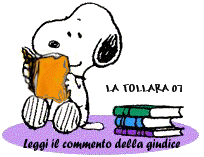 LA TOLLARA 07
Leggi il commento della giudice